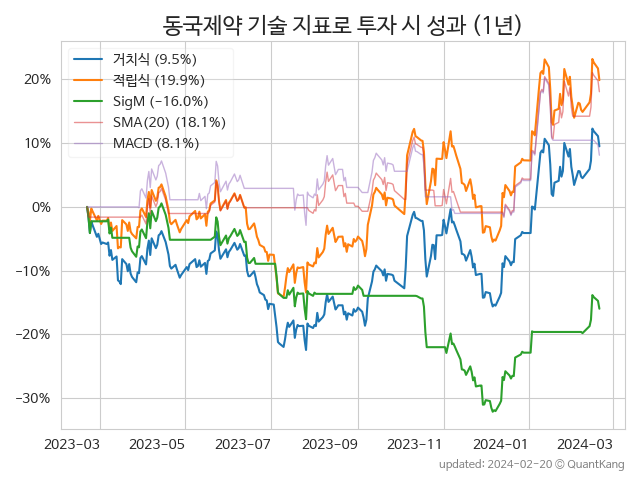 동국제약 기술 지표로 투자 시 성과 (1년)
거치식 (9.5%)
적립식 (19.9%)
SigM (−16.0%)
SMA(20) (18.1%)
MACD (8.1%)
20%
10%
0%
−10%
−20%
−30%
2023-03
2023-05
2023-07
2023-09
2023-11
2024-01
2024-03
updated: 2024-02-20 © QuantKang